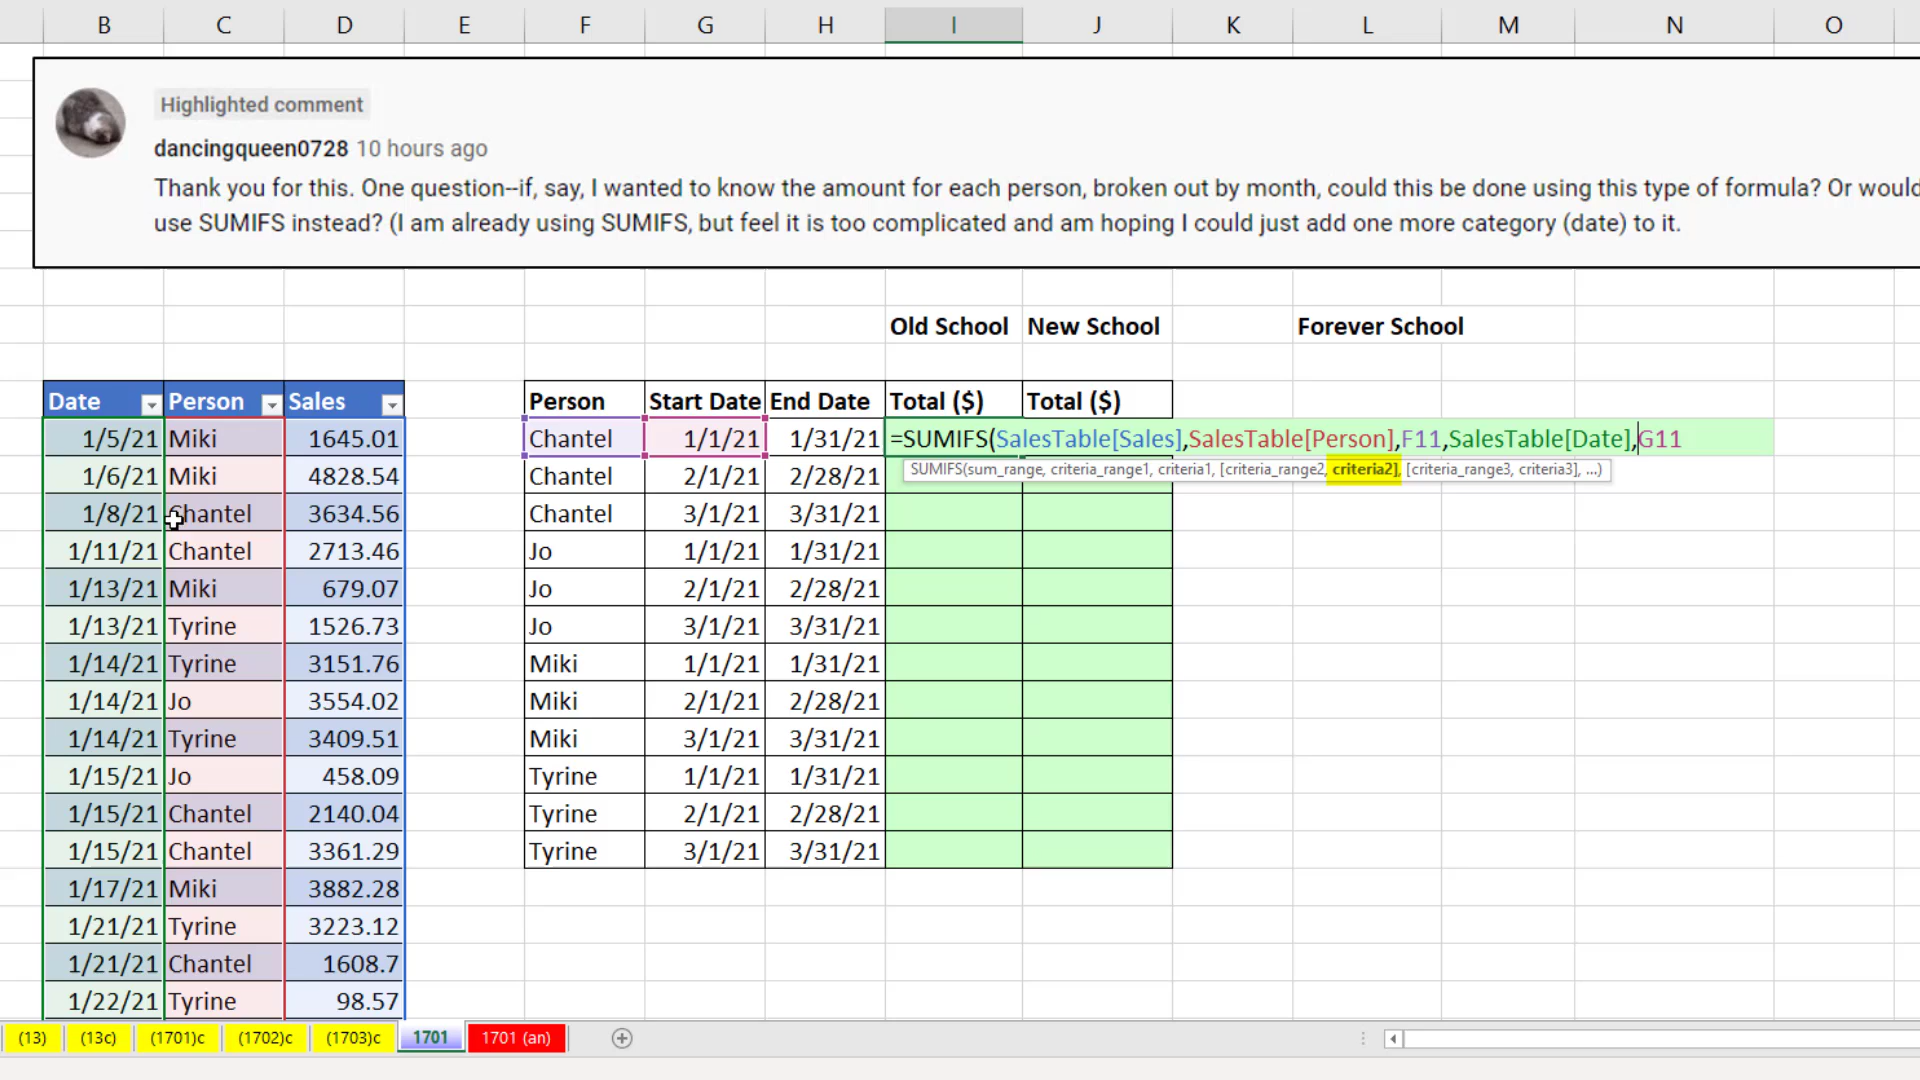 B C D E F G H I J K L M N O
Highlighted comment
dancingqueen0728 10 hours ago
Thank you for this. One question--if, say, I wanted to know the amount for each person, broken out by month, could this be done using this type of formula? Or would
use SUMIFS instead? (I am already using SUMIFS, but feel it is too complicated and am hoping I could just add one more category (date) to it.
Old School New School Forever School
Date Person Sales Person Start Date End Date Total ($) Total ($)
1/5/21 Miki 1645.01 Chantel 1/1/21 1/31/21 =SUMIFS(SalesTable[Sales],SalesTable[Person],F11,SalesTable[Date],G11
1/6/21 Miki 4828.54 Chantel 2/1/21 2/28/21 SUMIFS(sum_range, criteria_range1, criteria1, [criteria_range2, criteria2], [criteria_range3, criteria3], ...)
1/8/21 Chantel 3634.56 Chantel 3/1/21 3/31/21
1/11/21 Chantel 2713.46 Jo 1/1/21 1/31/21
1/13/21 Miki 679.07 Jo 2/1/21 2/28/21
1/13/21 Tyrine 1526.73 Jo 3/1/21 3/31/21
1/14/21 Tyrine 3151.76 Miki 1/1/21 1/31/21
1/14/21 Jo 3554.02 Miki 2/1/21 2/28/21
1/14/21 Tyrine 3409.51 Miki 3/1/21 3/31/21
1/15/21 Jo 458.09 Tyrine 1/1/21 1/31/21
1/15/21 Chantel 2140.04 Tyrine 2/1/21 2/28/21
1/15/21 Chantel 3361.29 Tyrine 3/1/21 3/31/21
1/17/21 Miki 3882.28
1/21/21 Tyrine 3223.12
1/21/21 Chantel 1608.7
1/22/21 Tyrine 98.57
(13) (13c) (1701)c (1702)c (1703)c 1701 1701 (an)